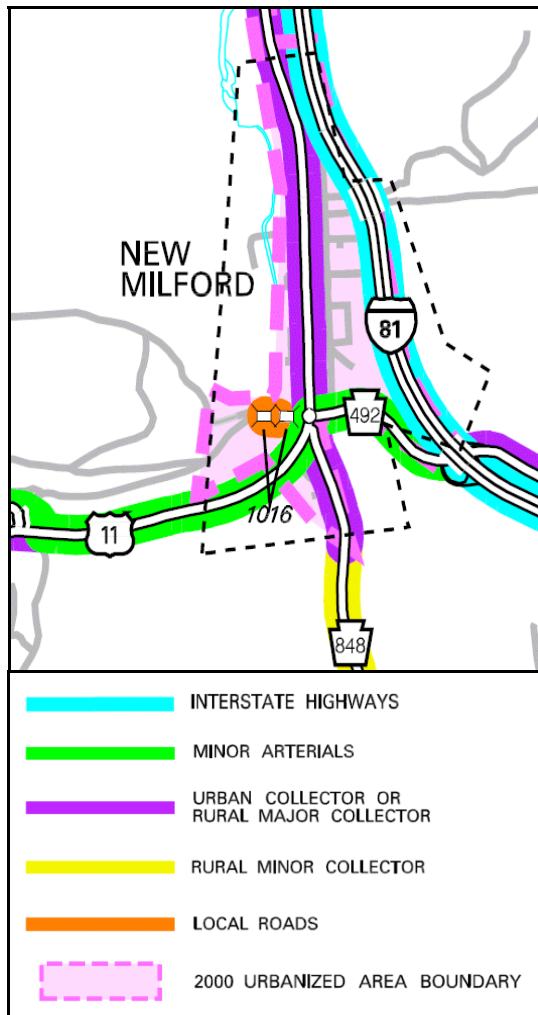 NEW
MILFORD
81
492
1016
11
848
INTERSTATE HIGHWAYS
MINOR ARTERIALS
URBAN COLLECTOR OR
RURAL MAJOR COLLECTOR
RURAL MINOR COLLECTOR
LOCAL ROADS
2000 URBANIZED AREA BOUNDARY